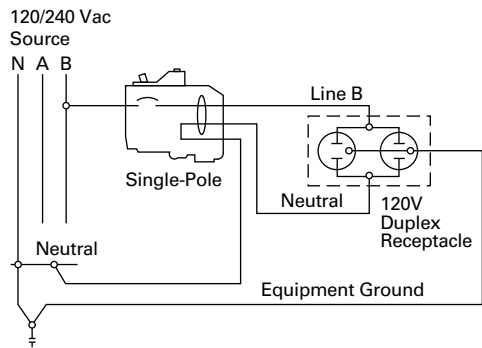 120/240 Vac
Source
N A B
Line B
Single-Pole
Neutral
120V
Duplex
Receptacle
Neutral
Equipment Ground